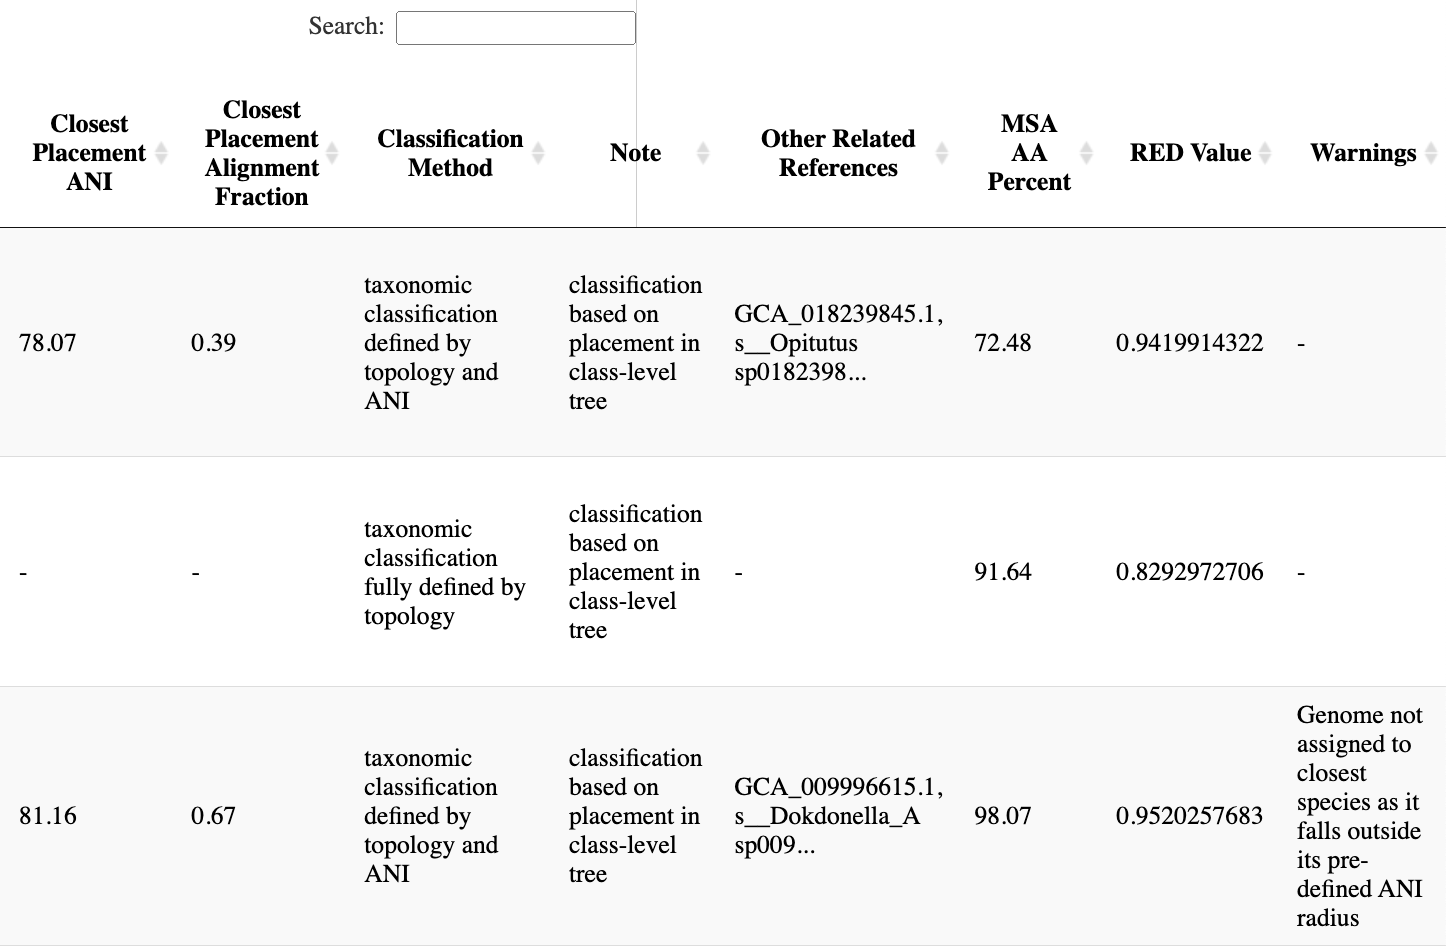 Search:
Closest
Placement
ANI
Closest
Placement
Alignment
Fraction
Classification
Method
Note
Other Related
References
MSA
AA
Percent
RED Value
Warnings
78.07
0.39
taxonomic
classification
defined by
topology and
ANI
classification
based on
placement in
class-level
tree
GCA_018239845.1,
s__Opitutus
sp0182398...
72.48
0.9419914322
-
-
-
taxonomic
classification
fully defined by
topology
classification
based on
placement in
class-level
tree
-
91.64
0.8292972706
-
81.16
0.67
taxonomic
classification
defined by
topology and
ANI
classification
based on
placement in
class-level
tree
GCA_009996615.1,
s__Dokdonella_A
sp009...
98.07
0.9520257683
Genome not
assigned to
closest
species as it
falls outside
its pre-
defined ANI
radius